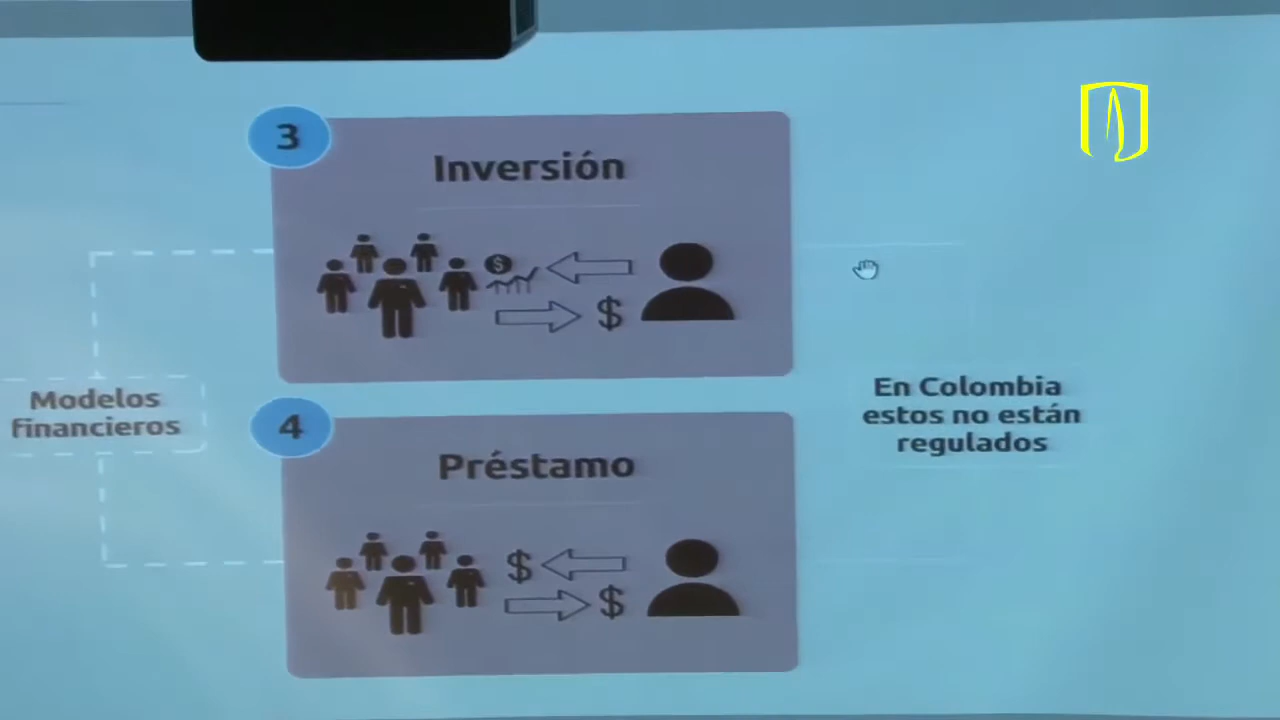 3
Inversión
$
$
Modelos
financieros
En Colombia
estos no están
regulados
4
Préstamo
$
$